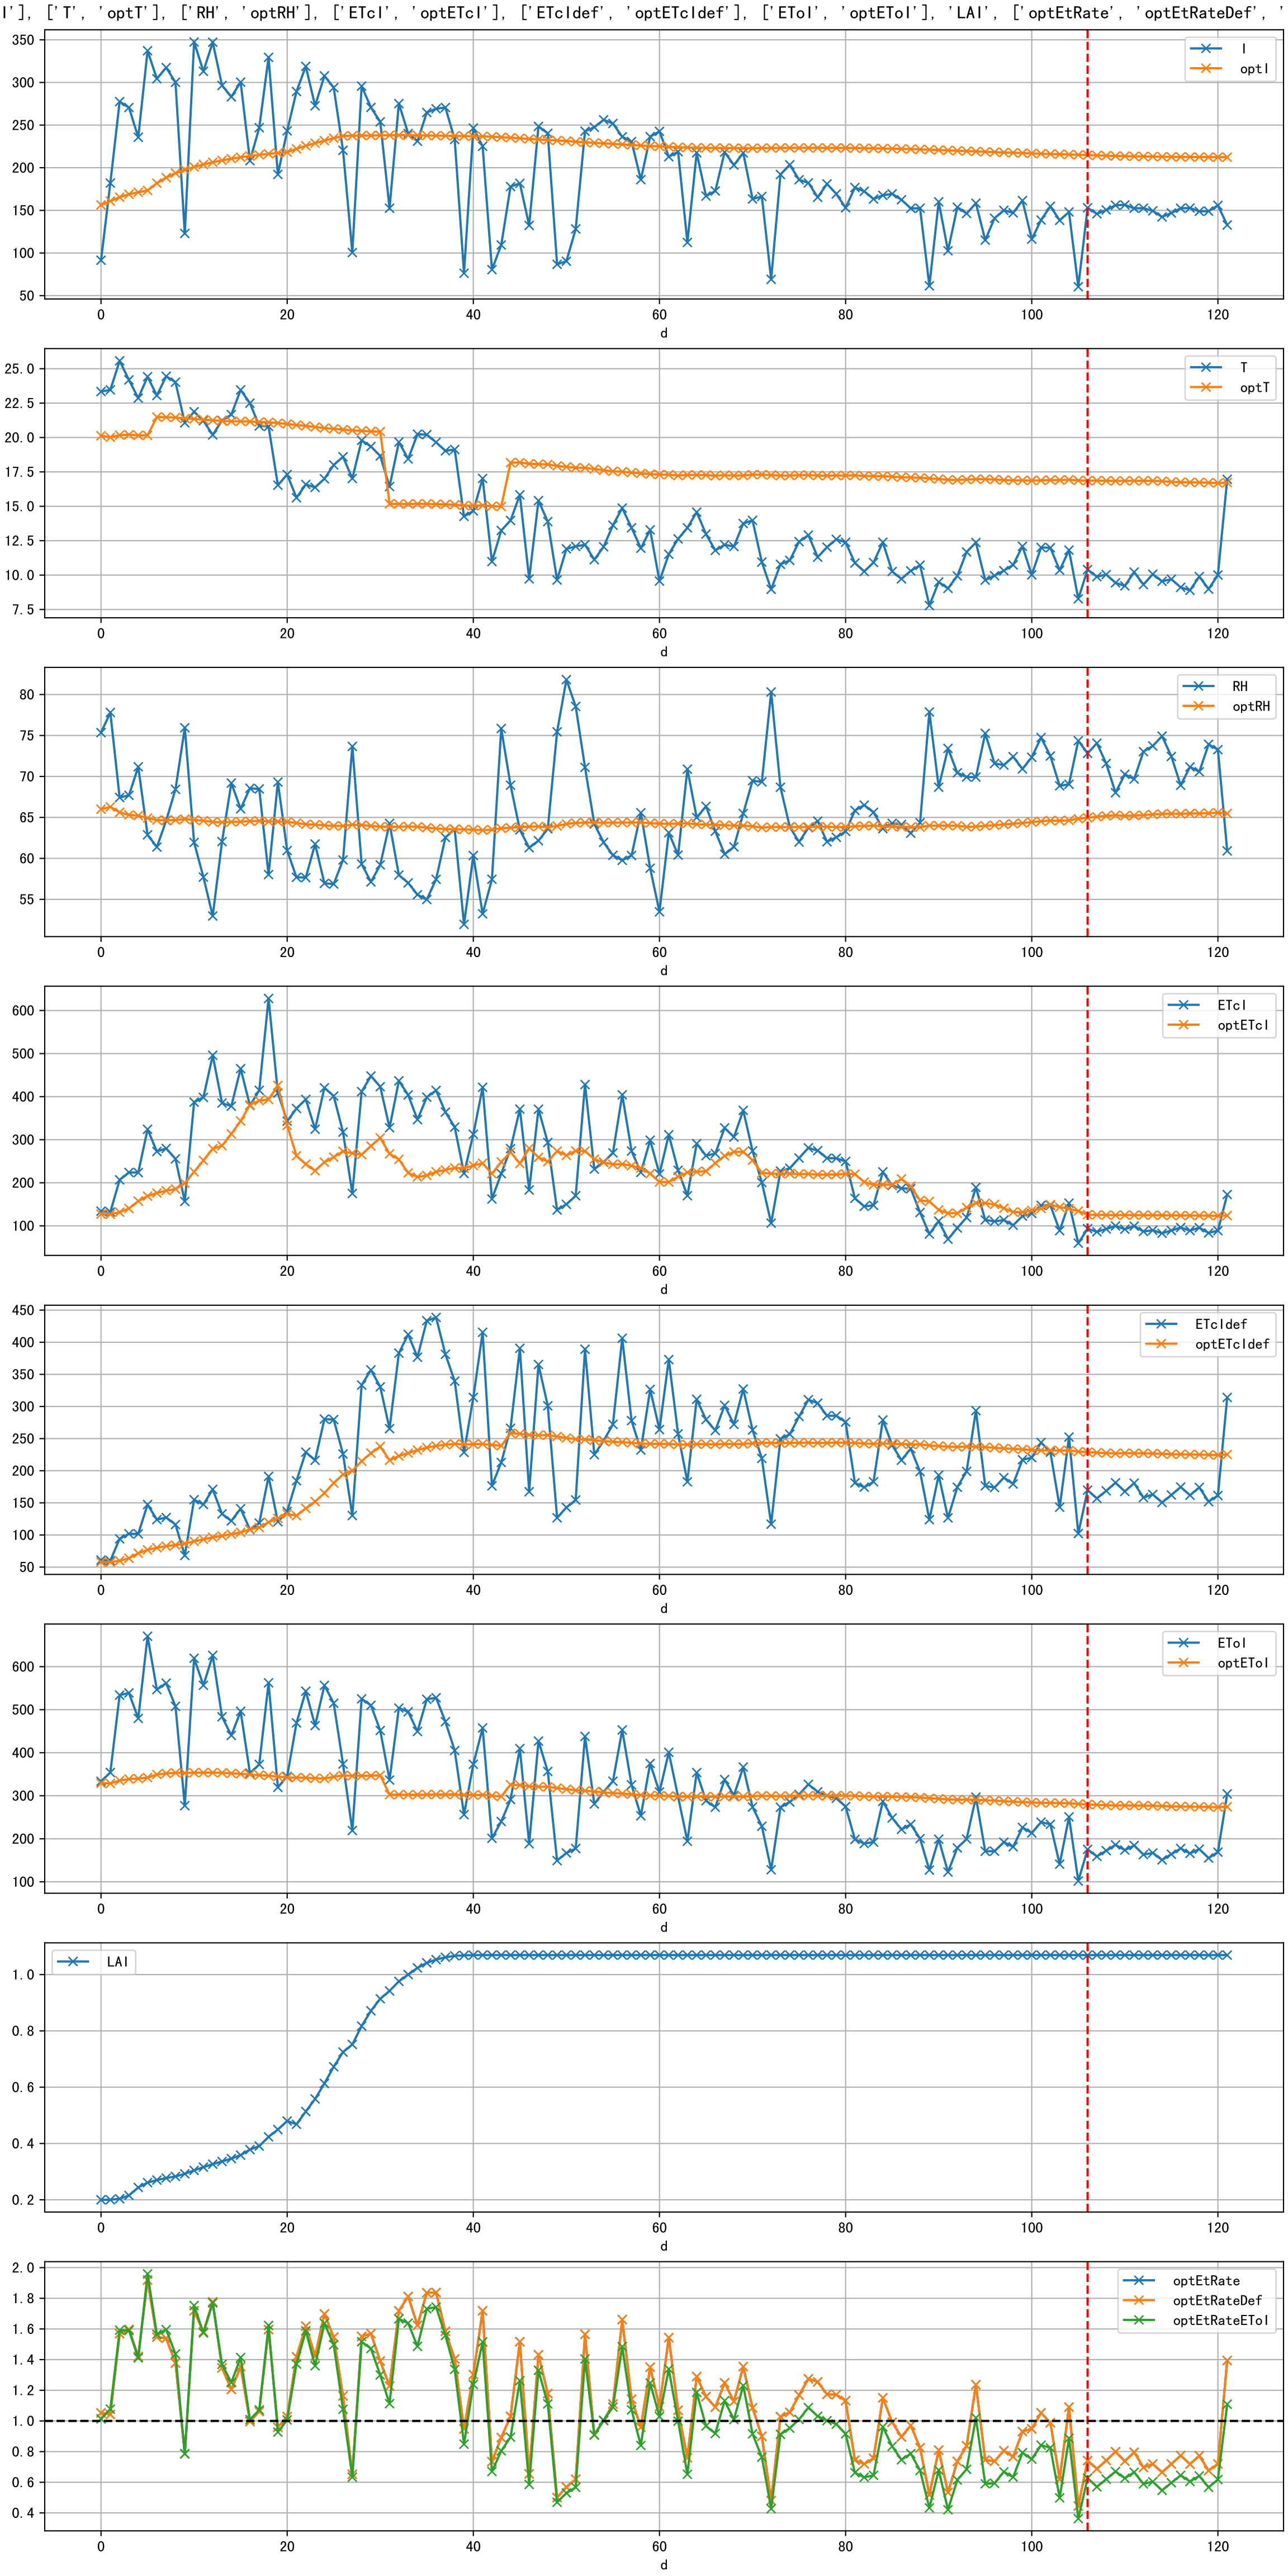 I'], ['T', 'optT'], ['RH', 'optRH'], ['ETcI', 'optETcI'], ['ETcIdef', 'optETcIdef'], ['EToI', 'optEToI'], 'LAI', ['optEtRate', 'optEtRateDef', '
350
300
250
200
150
100
50
I
optI
0 20 40 60 80 100 120
d
25.0
22.5
20.0
17.5
15.0
12.5
10.0
7.5
T
optT
0 20 40 60 80 100 120
d
80
75
70
65
60
55
RH
optRH
0 20 40 60 80 100 120
d
600
500
400
300
200
100
ETcI
optETcI
0 20 40 60 80 100 120
d
450
400
350
300
250
200
150
100
50
ETcIdef
optETcIdef
0 20 40 60 80 100 120
d
600
500
400
300
200
100
EToI
optEToI
0 20 40 60 80 100 120
d
1.0
0.8
0.6
0.4
0.2
LAI
0 20 40 60 80 100 120
d
2.0
1.8
1.6
1.4
1.2
1.0
0.8
0.6
0.4
optEtRate
optEtRateDef
optEtRateEToI
0 20 40 60 80 100 120
d